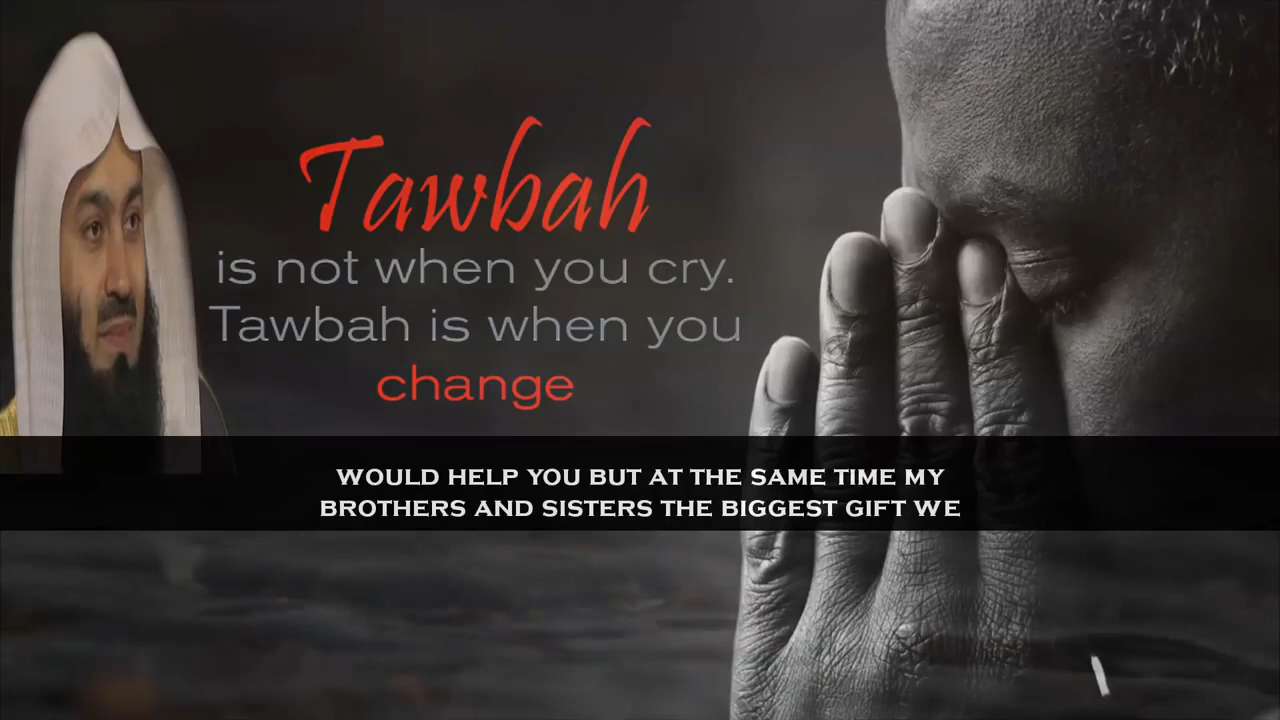 Tawbah
is not when you cry.
Tawbah is when you
change
WOULD HELP YOU BUT AT THE SAME TIME MY
BROTHERS AND SISTERS THE BIGGEST GIFT WE